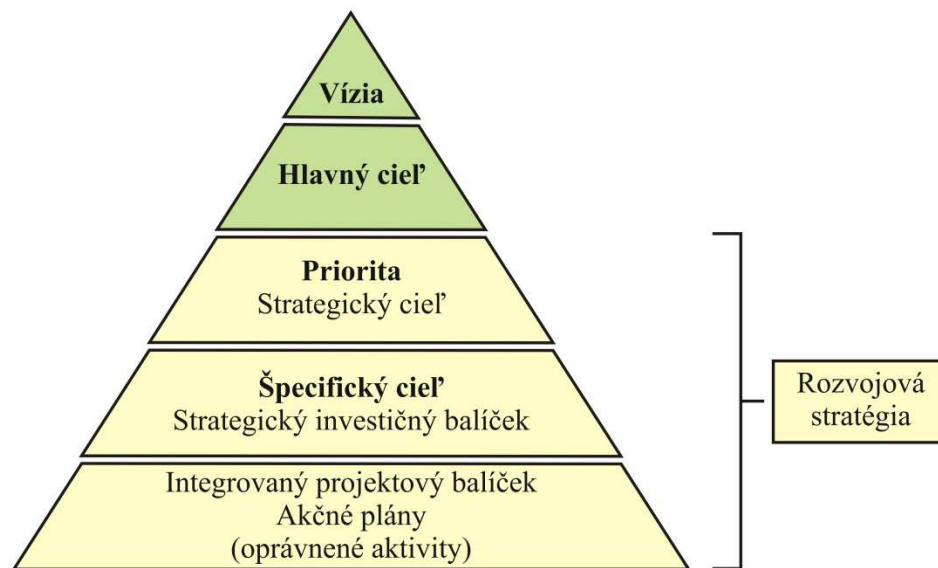 Vízia
Hlavný cieľ
Priorita
Strategický cieľ
Špecifický cieľ
Strategický investičný balíček
Integrovaný projektový balíček
Akčné plány
(oprávnené aktivity)
Rozvojová
stratégia